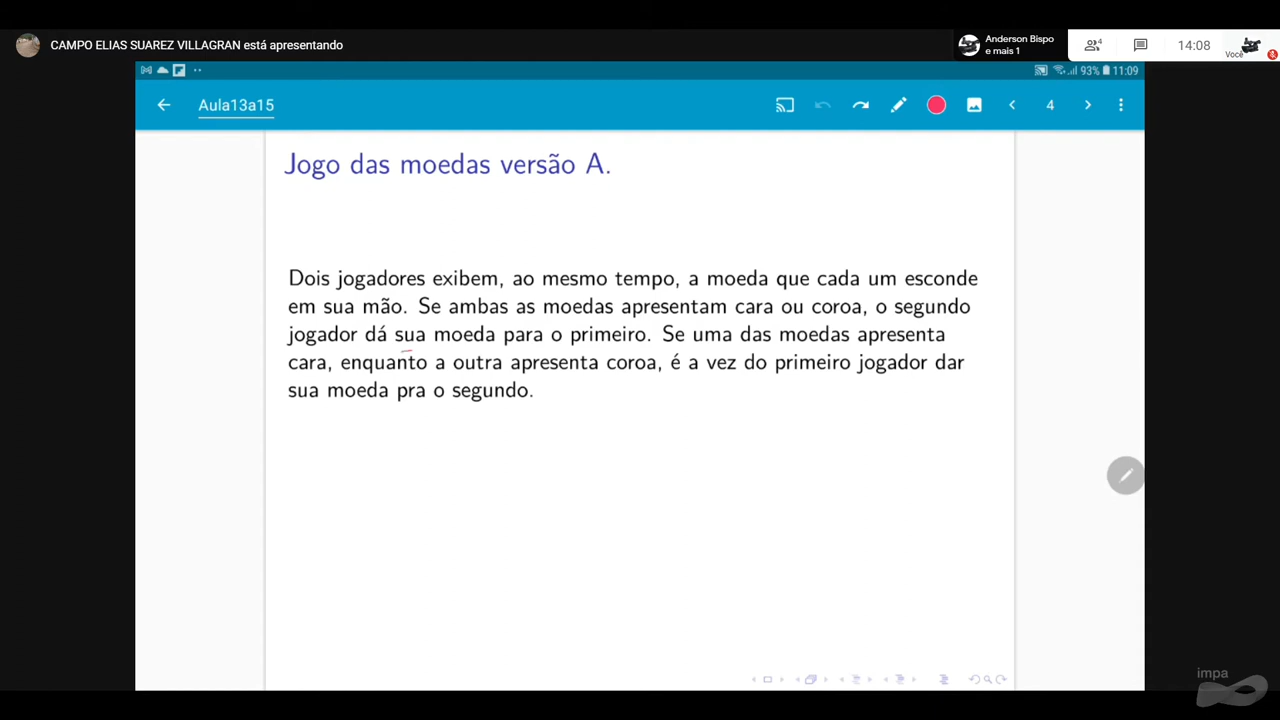 CAMPO ELIAS SUAREZ VILLAGRAN está apresentando
Anderson Bispo
e mais 1
4
14:08
Você
93% 11:09
Aula13a15
4
Jogo das moedas versão A.
Dois jogadores exibem, ao mesmo tempo, a moeda que cada um esconde
em sua mão. Se ambas as moedas apresentam cara ou coroa, o segundo
jogador dá sua moeda para o primeiro. Se uma das moedas apresenta
cara, enquanto a outra apresenta coroa, é a vez do primeiro jogador dar
sua moeda pra o segundo.
impa